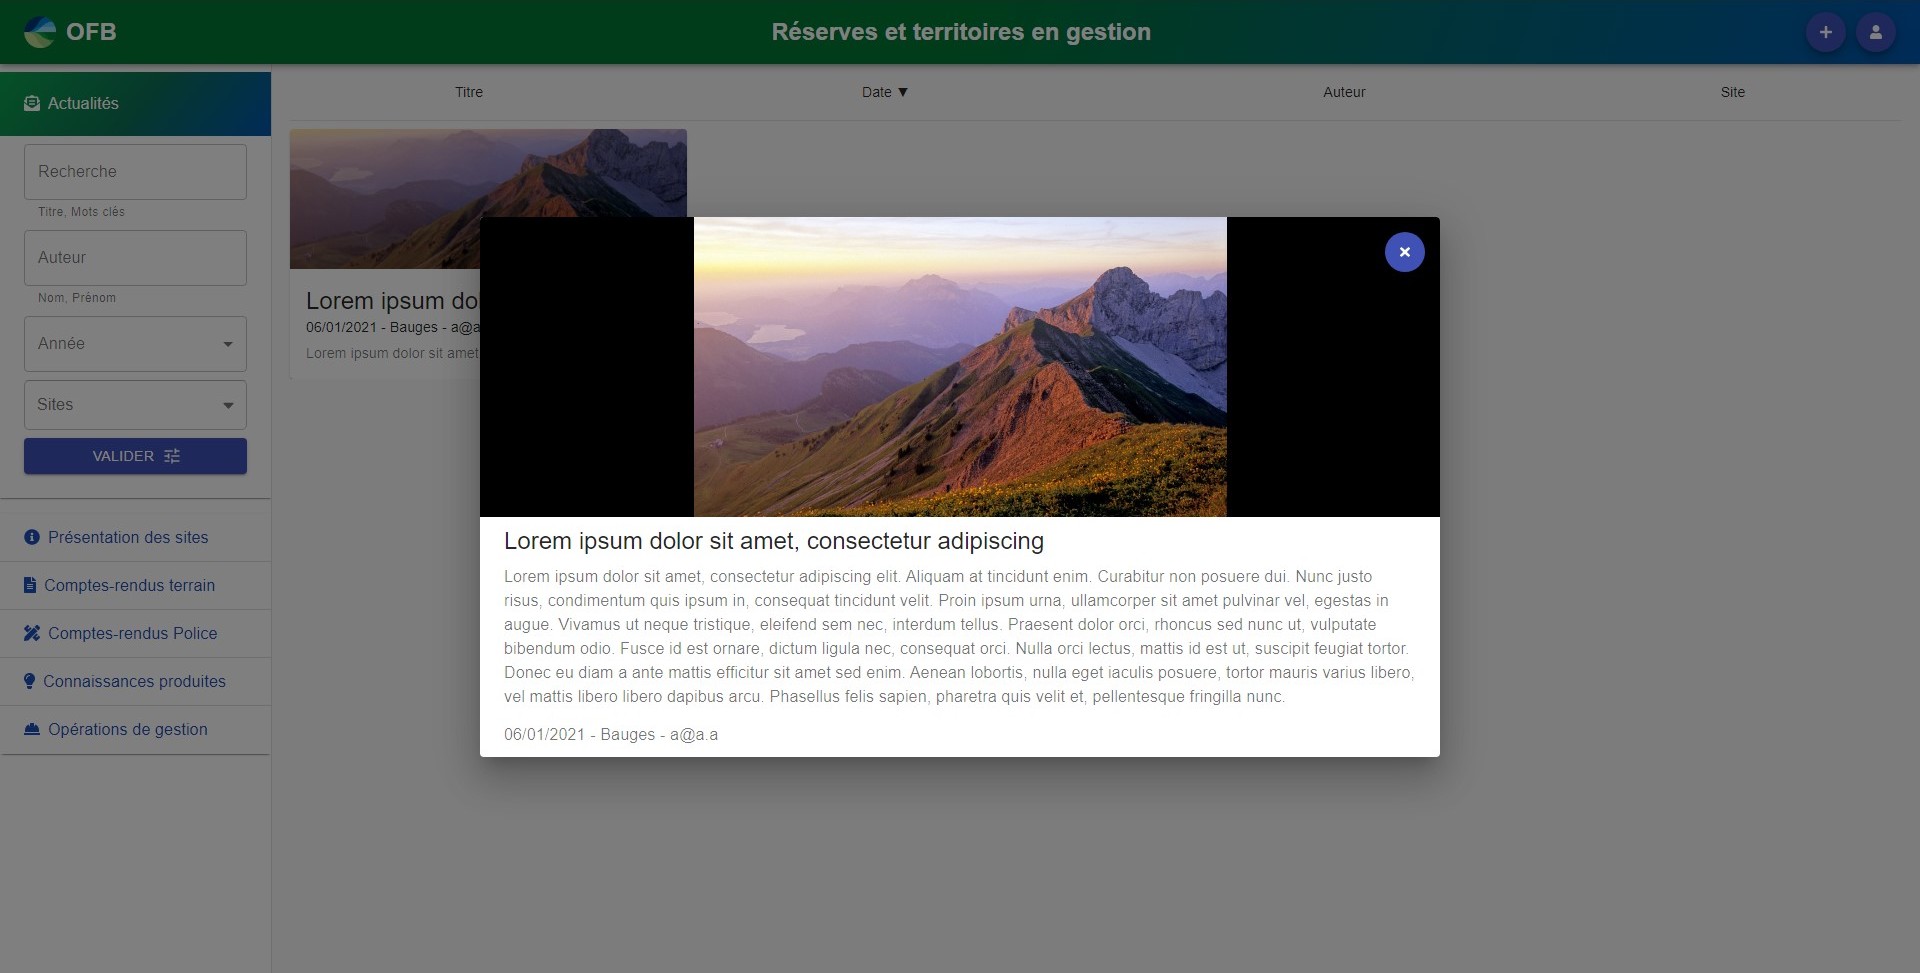 OFB
Réserves et territoires en gestion
Actualités
Titre
Date ▼
Auteur
Site
Recherche
Titre, Mots clès
Auteur
Nom, Prènom
Année
Sites
VALIDER
Présentation des sites
Comptes-rendus terrain
Comptes-rendus Police
Connaissances produites
Opérations de gestion
Lorem ipsum dol
06/01/2021 - Bauges - a@a
Lorem ipsum dolor sit amet
Lorem ipsum dolor sit amet, consectetur adipiscing
Lorem ipsum dolor sit amet, consectetur adipiscing elit. Aliquam at tincidunt enim. Curabitur non posuere dui. Nunc justo
risus, condimentum quis ipsum in, consequat tincidunt velit. Proin ipsum urna, ullamcorper sit amet pulvinar vel, egestas in
augue. Vivamus ut neque tristique, eleifend sem nec, interdum tellus. Praesent dolor orci, rhoncus sed nunc ut, vulputate
bibendum odio. Fusce id est ornare, dictum ligula nec, consequat orci. Nulla orci lectus, mattis id est ut, suscipit feugiat tortor.
Donec eu diam a ante mattis efficitur sit amet sed enim. Aenean lobortis, nulla eget iaculis posuere, tortor mauris varius libero,
vel mattis libero libero dapibus arcu. Phasellus felis sapien, pharetra quis velit et, pellentesque fringilla nunc.
06/01/2021 - Bauges - a@a.a